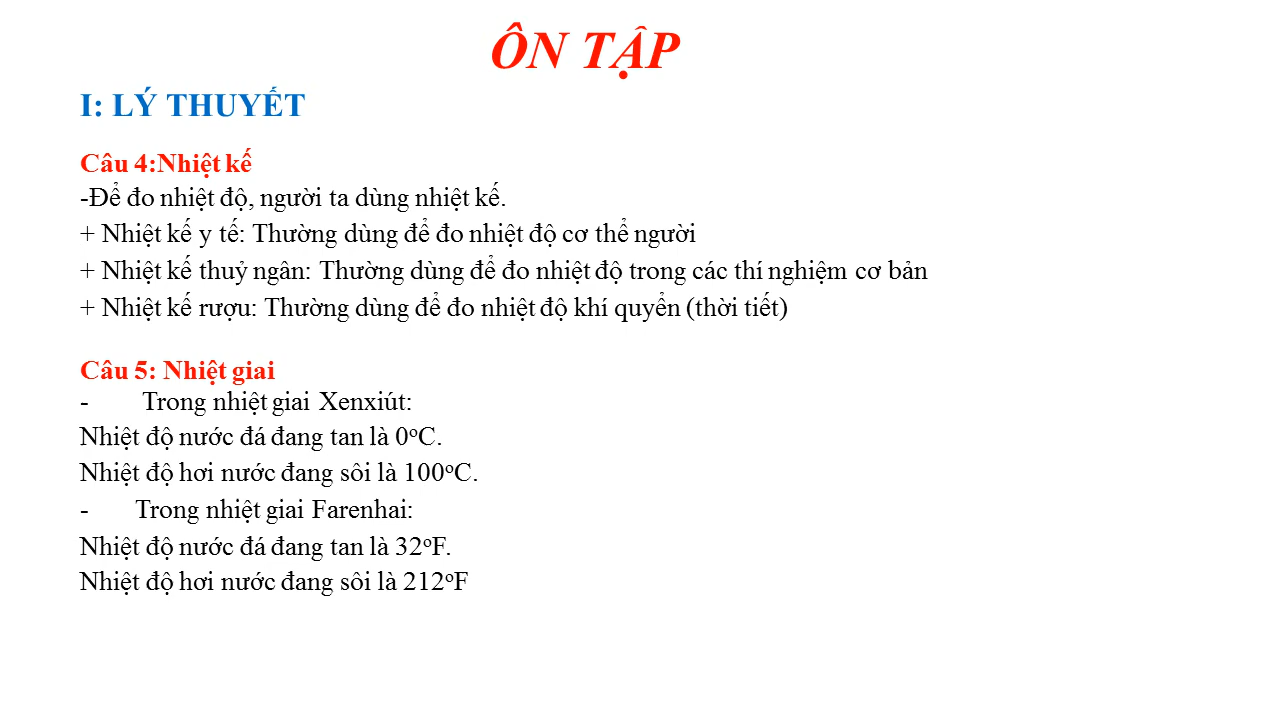 ÔN TẬP
I: LÝ THUYẾT
Câu 4:Nhiệt kế
-Để đo nhiệt độ, người ta dùng nhiệt kế.
+ Nhiệt kế y tế: Thường dùng để đo nhiệt độ cơ thể người
+ Nhiệt kế thuỷ ngân: Thường dùng để đo nhiệt độ trong các thí nghiệm cơ bản
+ Nhiệt kế rượu: Thường dùng để đo nhiệt độ khí quyển (thời tiết)
Câu 5: Nhiệt giai
- Trong nhiệt giai Xenxiút:
Nhiệt độ nước đá đang tan là 0ᵒC.
Nhiệt độ hơi nước đang sôi là 100ᵒC.
- Trong nhiệt giai Farenhai:
Nhiệt độ nước đá đang tan là 32ᵒF.
Nhiệt độ hơi nước đang sôi là 212ᵒF